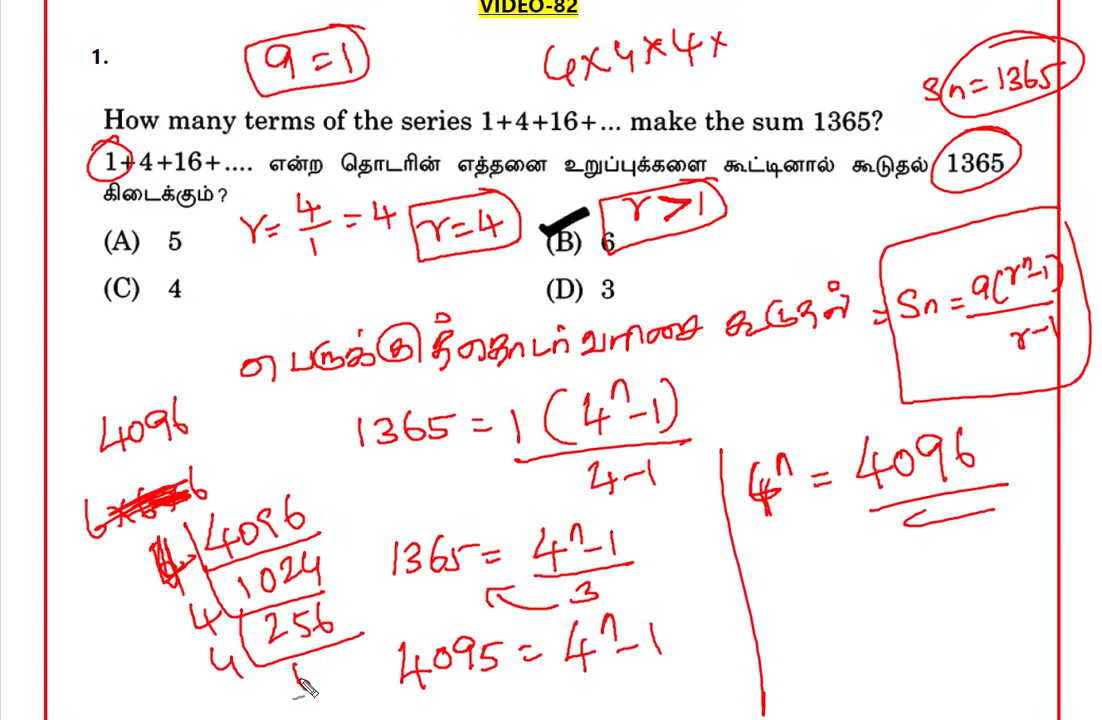 VIDEO-82
1.
a = 1
4×4×4×
Sn = 1365
How many terms of the series 1+4+16+... make the sum 1365?
1+4+16+.... என்ற தொடரின் எத்தனை உறுப்புக்களை கூட்டினால் கூடுதல் 1365
கிடைக்கும்?
r = 4/1 = 4 r=4 r>1
(A) 5
(B) 6
(C) 4
(D) 3
பெருக்குத்தொடர் வரிசை கூடுதல் = Sn = a(rⁿ-1)/r-1
1365 = 1(4ⁿ-1)/4-1
4096
4ⁿ = 4096
4096
1024
4 256
4
1365 = 4ⁿ-1/3
4095 = 4ⁿ-1